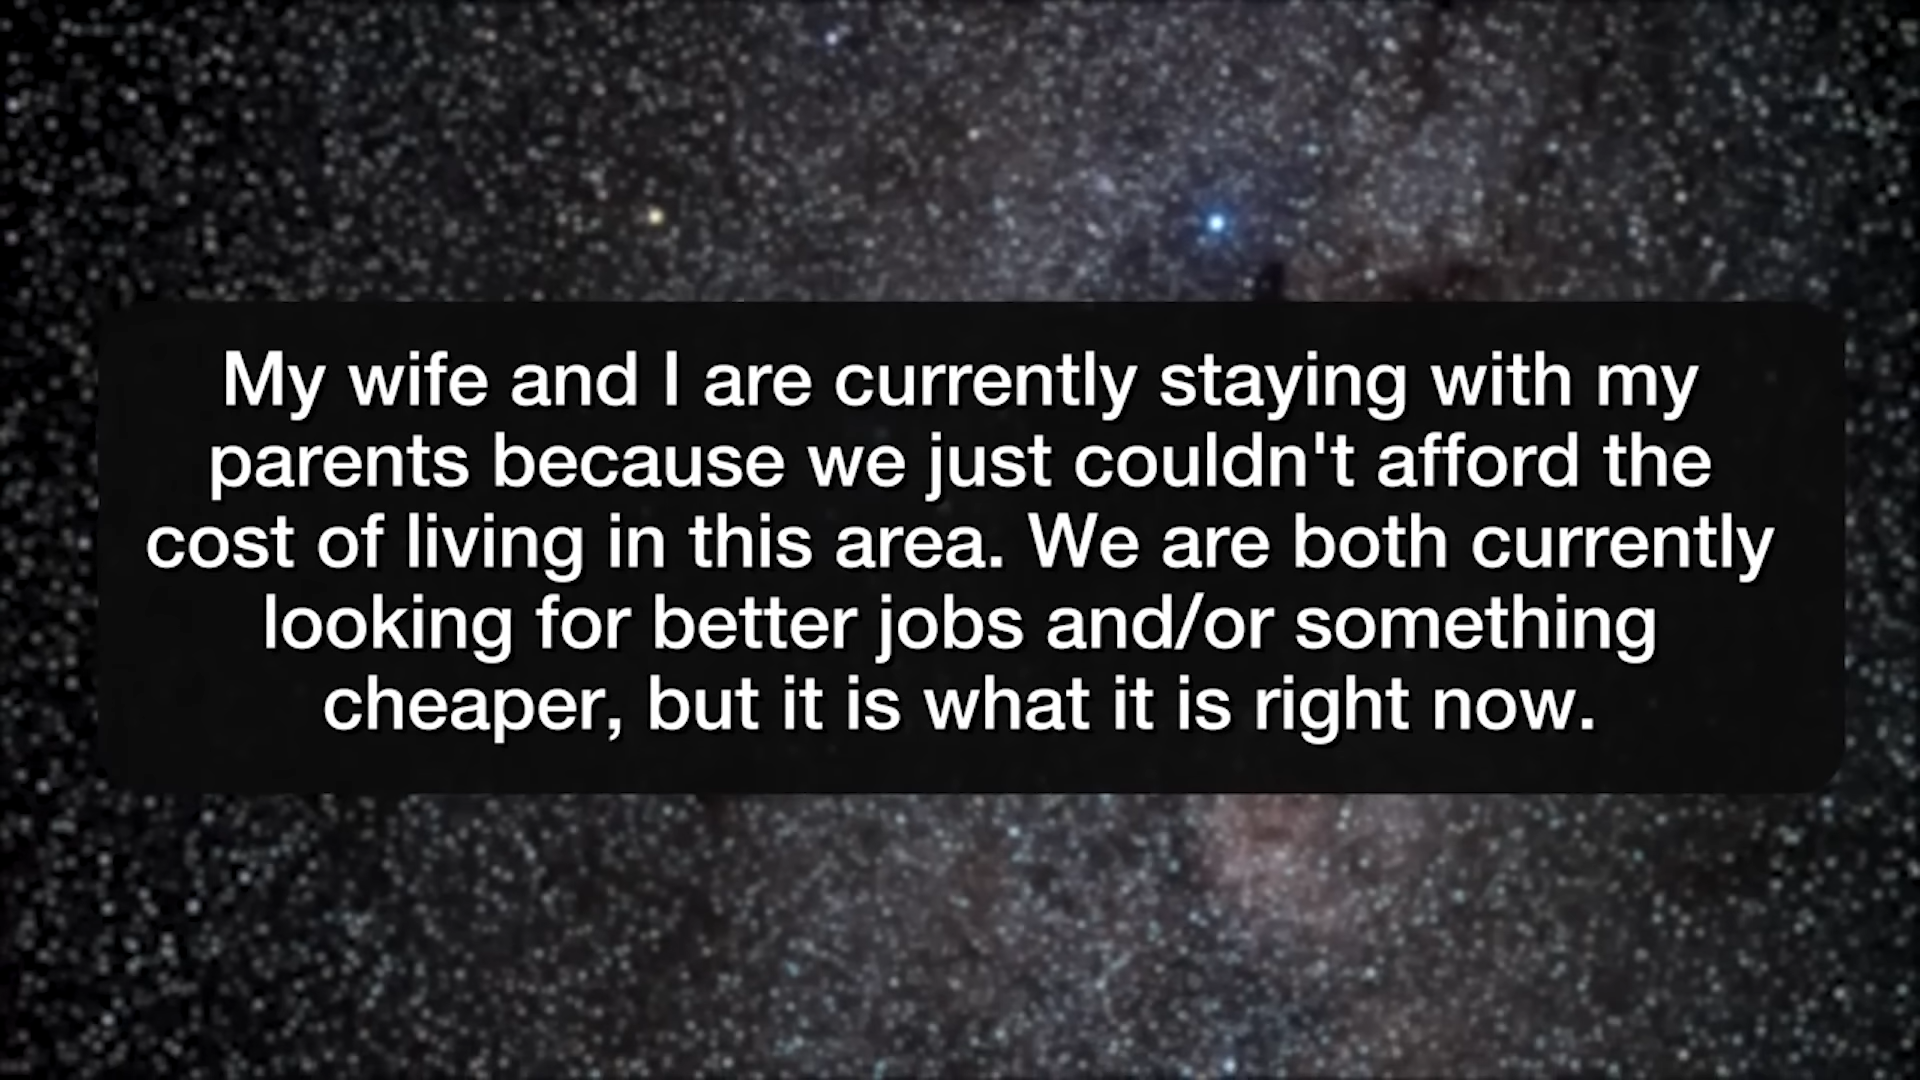 My wife and I are currently staying with my
parents because we just couldn't afford the
cost of living in this area. We are both currently
looking for better jobs and/or something
cheaper, but it is what it is right now.